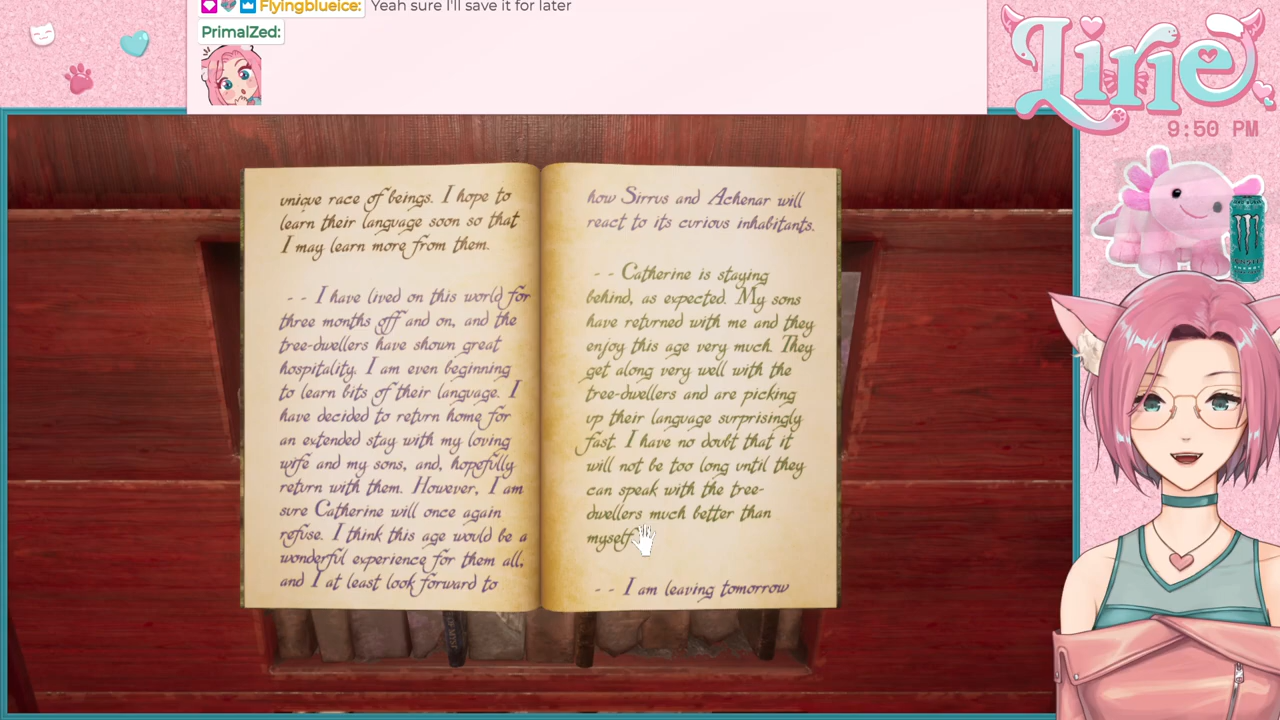 Flyingblueice: Yeah sure I'll save it for later
PrimalZed:
Lirie
9:50 PM
unique race of beings. I hope to
learn their language soon so that
I may learn more from them.
-- I have lived on this world for
three months off and on, and the
tree-dwellers have shown great
hospitality. I am even beginning
to learn bits of their language. I
have decided to return home for
an extended stay with my loving
wife and my sons, and, hopefully
return with them. However, I am
sure Catherine will once again
refuse. I think this age would be a
wonderful experience for them all,
and I at least look forward to
how Sirrus and Achenar will
react to its curious inhabitants.
-- Catherine is staying
behind, as expected. My sons
have returned with me and they
enjoy this age very much. They
get along very well with the
tree-dwellers and are picking
up their language surprisingly
fast. I have no doubt that it
will not be too long until they
can speak with the tree-
dwellers much better than
myself.
-- I am leaving tomorrow